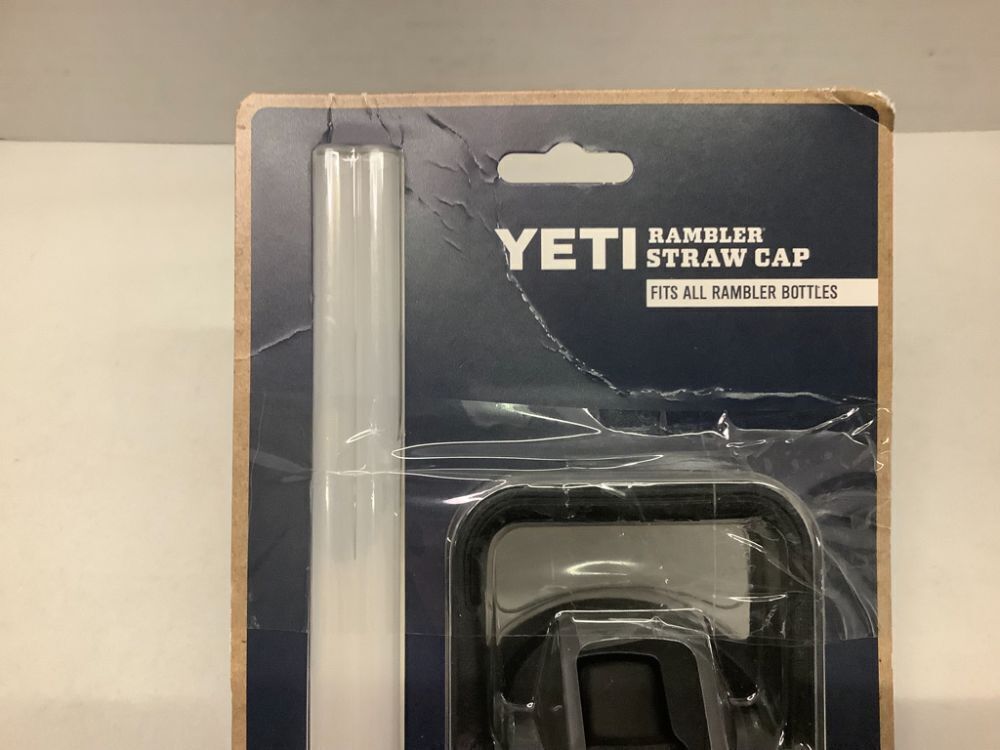 YETI
RAMBLER
STRAW CAP
FITS ALL RAMBLER BOTTLES